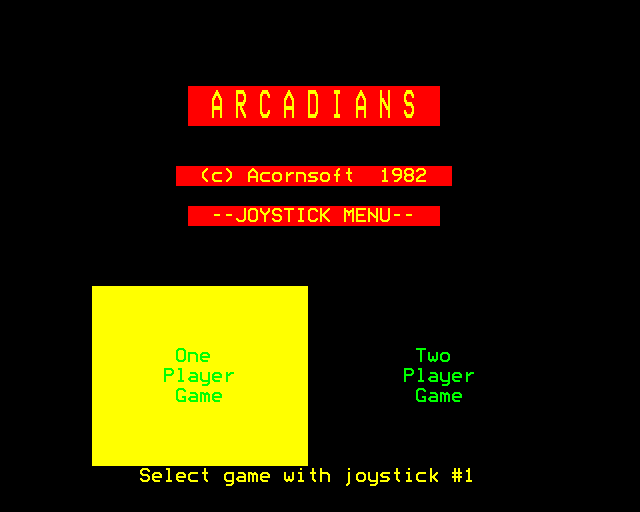 ARCADIANS
(c) Acornsoft 1982
--JOYSTICK MENU--
One Player Game
Two Player Game
Select game with joystick #1